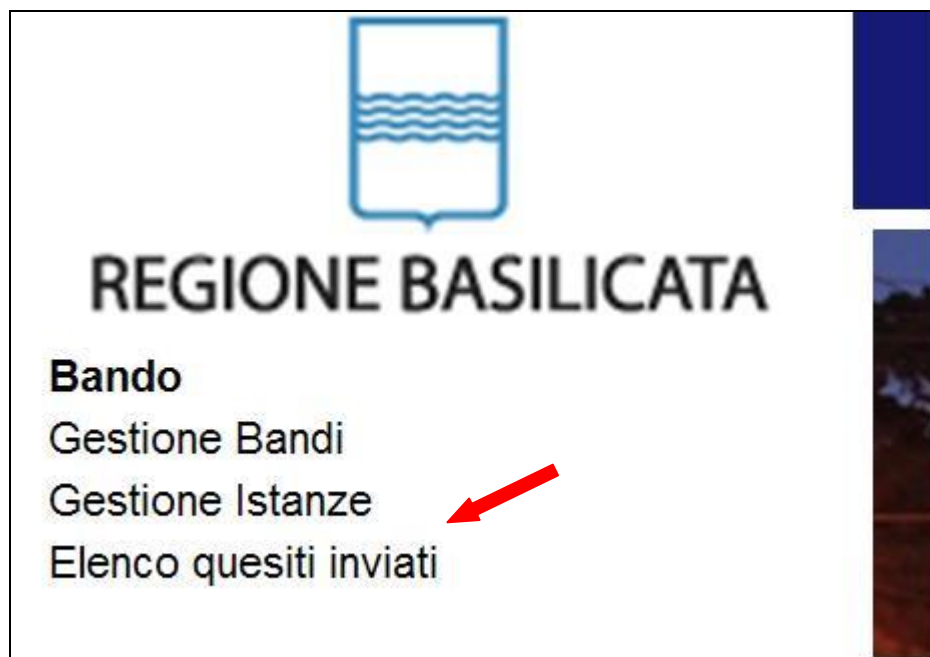 REGIONE BASILICATA
Bando
Gestione Bandi
Gestione Istanze
Elenco quesiti inviati